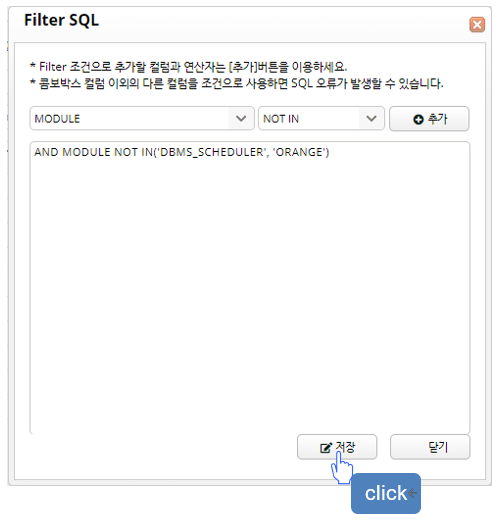 Filter SQL
* Filter 조건으로 추가할 컬럼과 연산자는 [추가]버튼을 이용하세요.
* 콤보박스 컬럼 이외의 다른 컬럼을 조건으로 사용하면 SQL 오류가 발생할 수 있습니다.
MODULE NOT IN 추가
AND MODULE NOT IN('DBMS_SCHEDULER', 'ORANGE')
저장 닫기
click